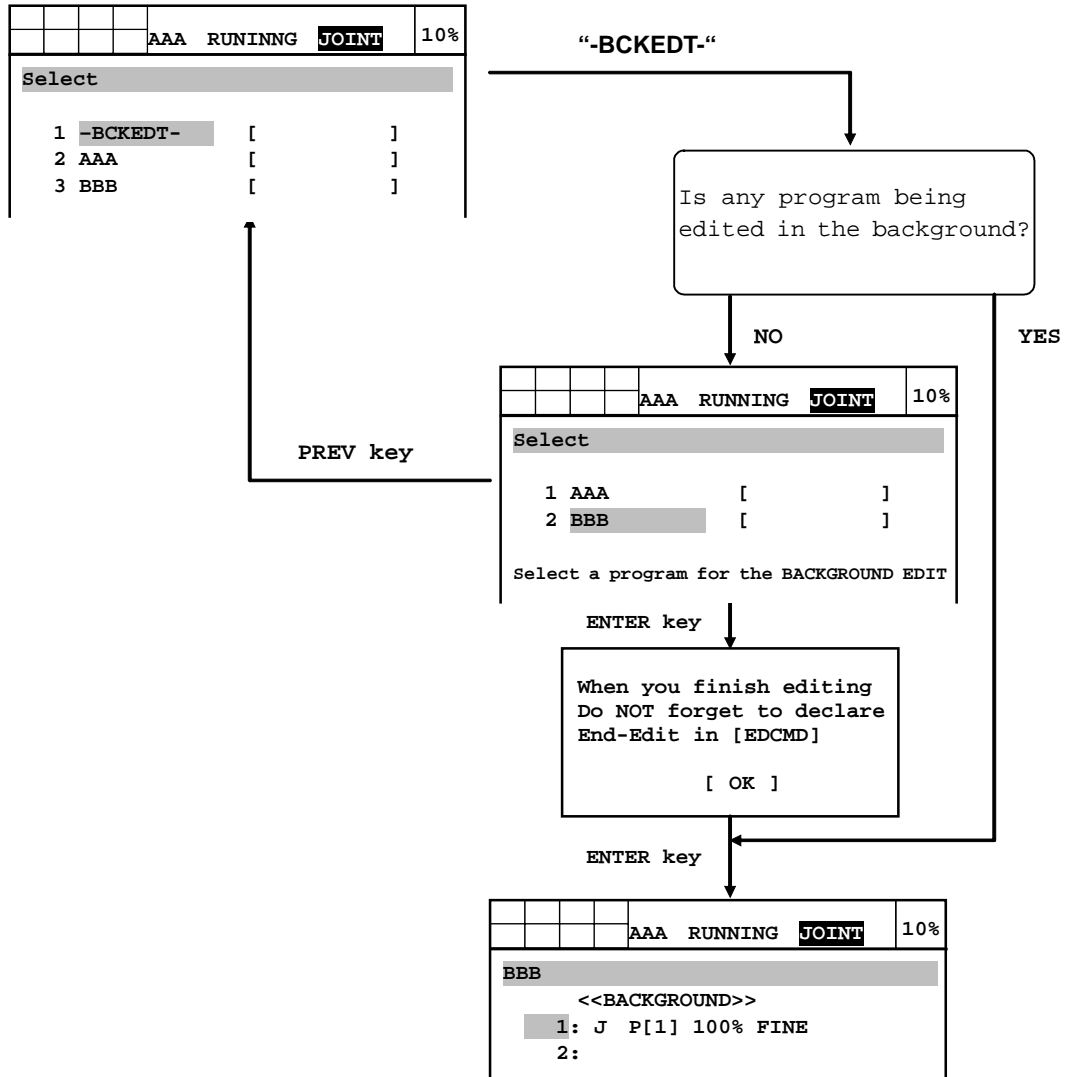 AAA RUNINNG JOINT 10%
Select
1 –BCKEDT- [ ]
2 AAA [ ]
3 BBB [ ]
“-BCKEDT-“
Is any program being
edited in the background?
NO
YES
PREV key
AAA RUNNING JOINT 10%
Select
1 AAA [ ]
2 BBB [ ]
Select a program for the BACKGROUND EDIT
ENTER key
When you finish editing
Do NOT forget to declare
End-Edit in [EDCMD]
[ OK ]
ENTER key
AAA RUNNING JOINT 10%
BBB
<<BACKGROUND>>
1: J P[1] 100% FINE
2: